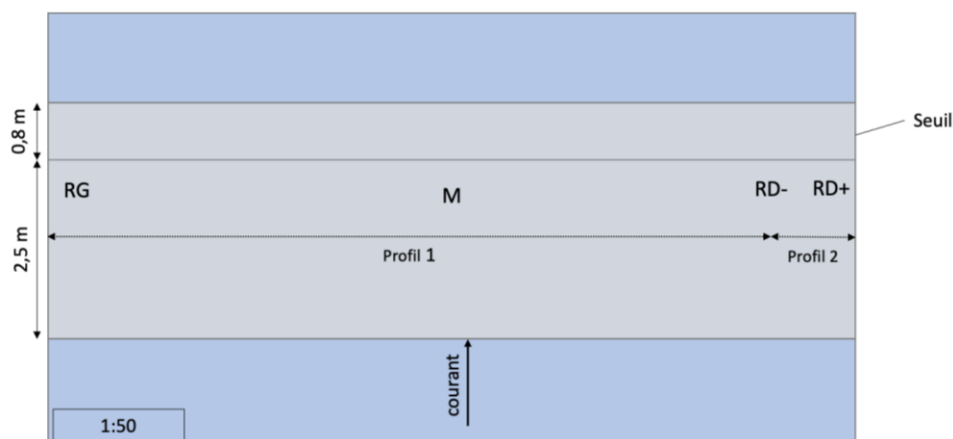 0,8 m
Seuil
RG
M
RD-
RD+
2,5 m
Profil 1
Profil 2
courant
1:50